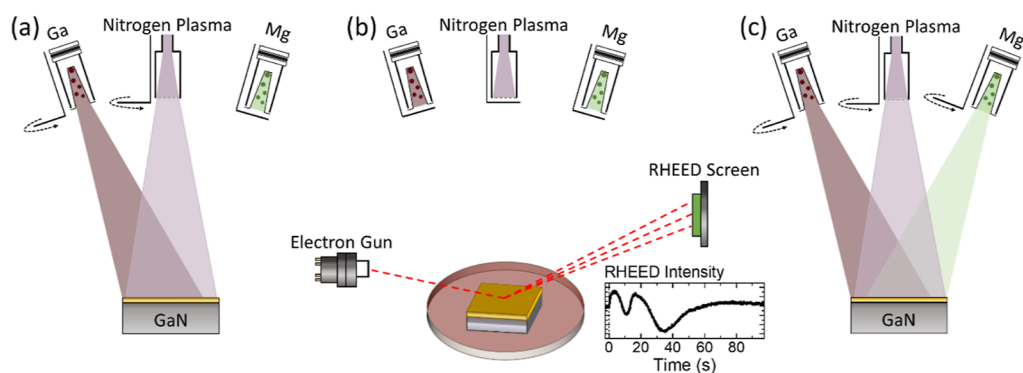 (a)
Ga
Nitrogen Plasma
Mg
GaN
(b)
Ga
Nitrogen Plasma
Mg
Electron Gun
RHEED Screen
RHEED Intensity
0 20 40 60 80
Time (s)
(c)
Ga
Nitrogen Plasma
Mg
GaN